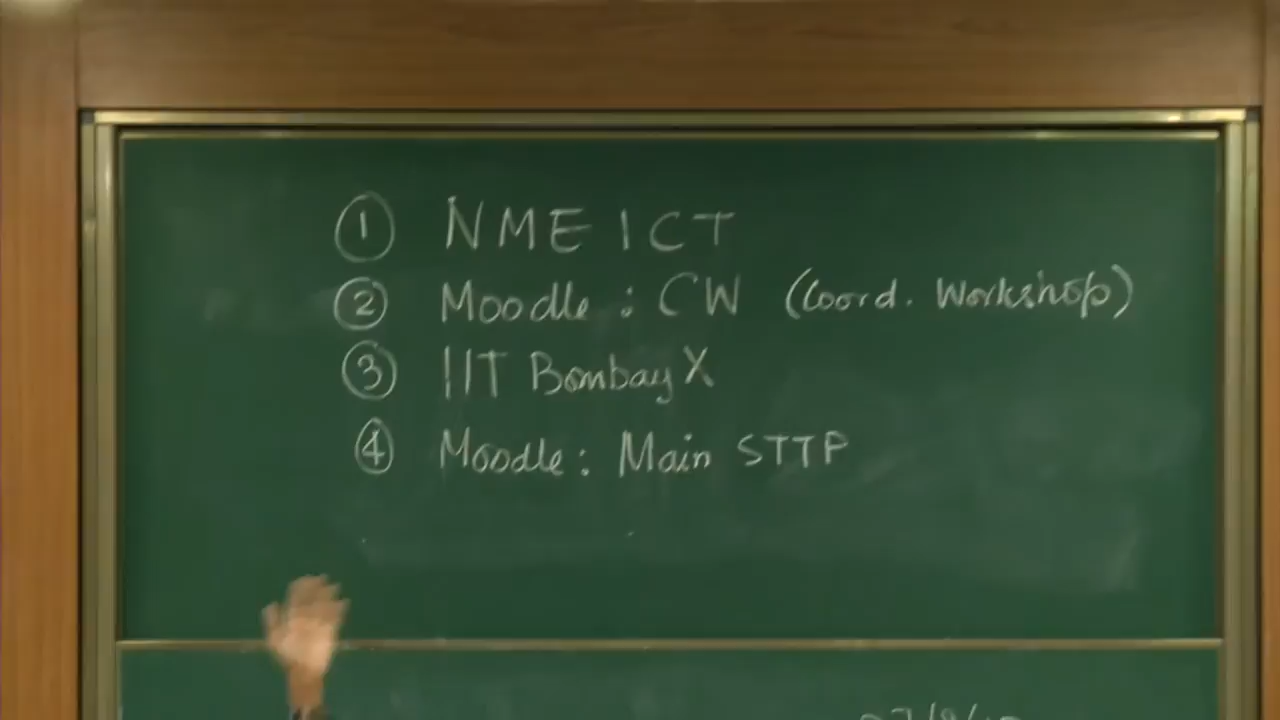 ① NMEICT
② Moodle : CW (Coord. Workshop)
③ IIT BombayX
④ Moodle : Main STTP